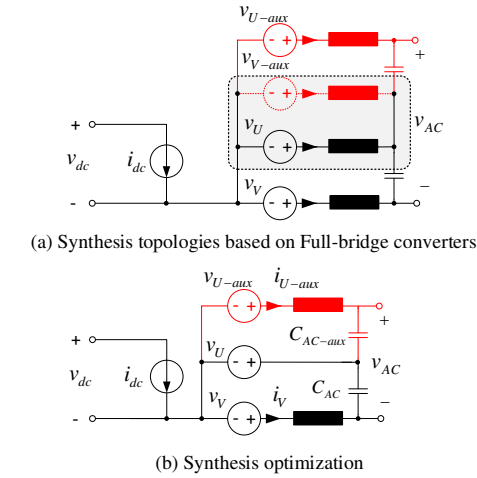 v_{U-aux}
+
v_{V-aux}
- +
- +
v_{AC}
v_U
+
- +
v_{dc}
i_{dc}
v_V
-
- +
−
(a) Synthesis topologies based on Full-bridge converters
v_{U-aux}
i_{U-aux}
- +
+
C_{AC-aux}
+
v_U
- +
v_{AC}
v_{dc}
i_{dc}
C_{AC}
v_V
i_V
-
- +
−
(b) Synthesis optimization